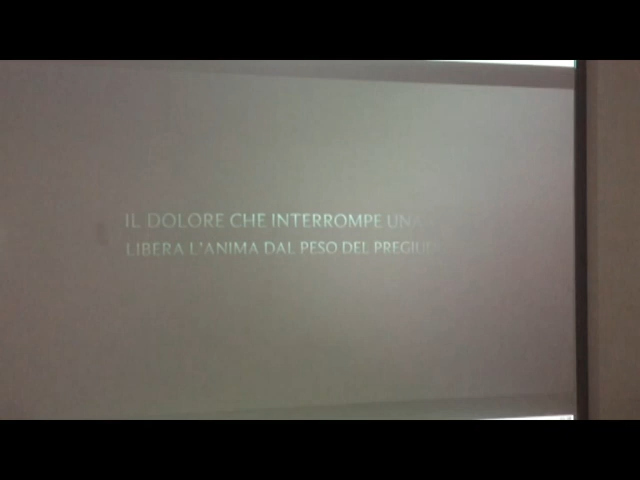 IL DOLORE CHE INTERROMPE UNA
LIBERA L'ANIMA DAL PESO DEL